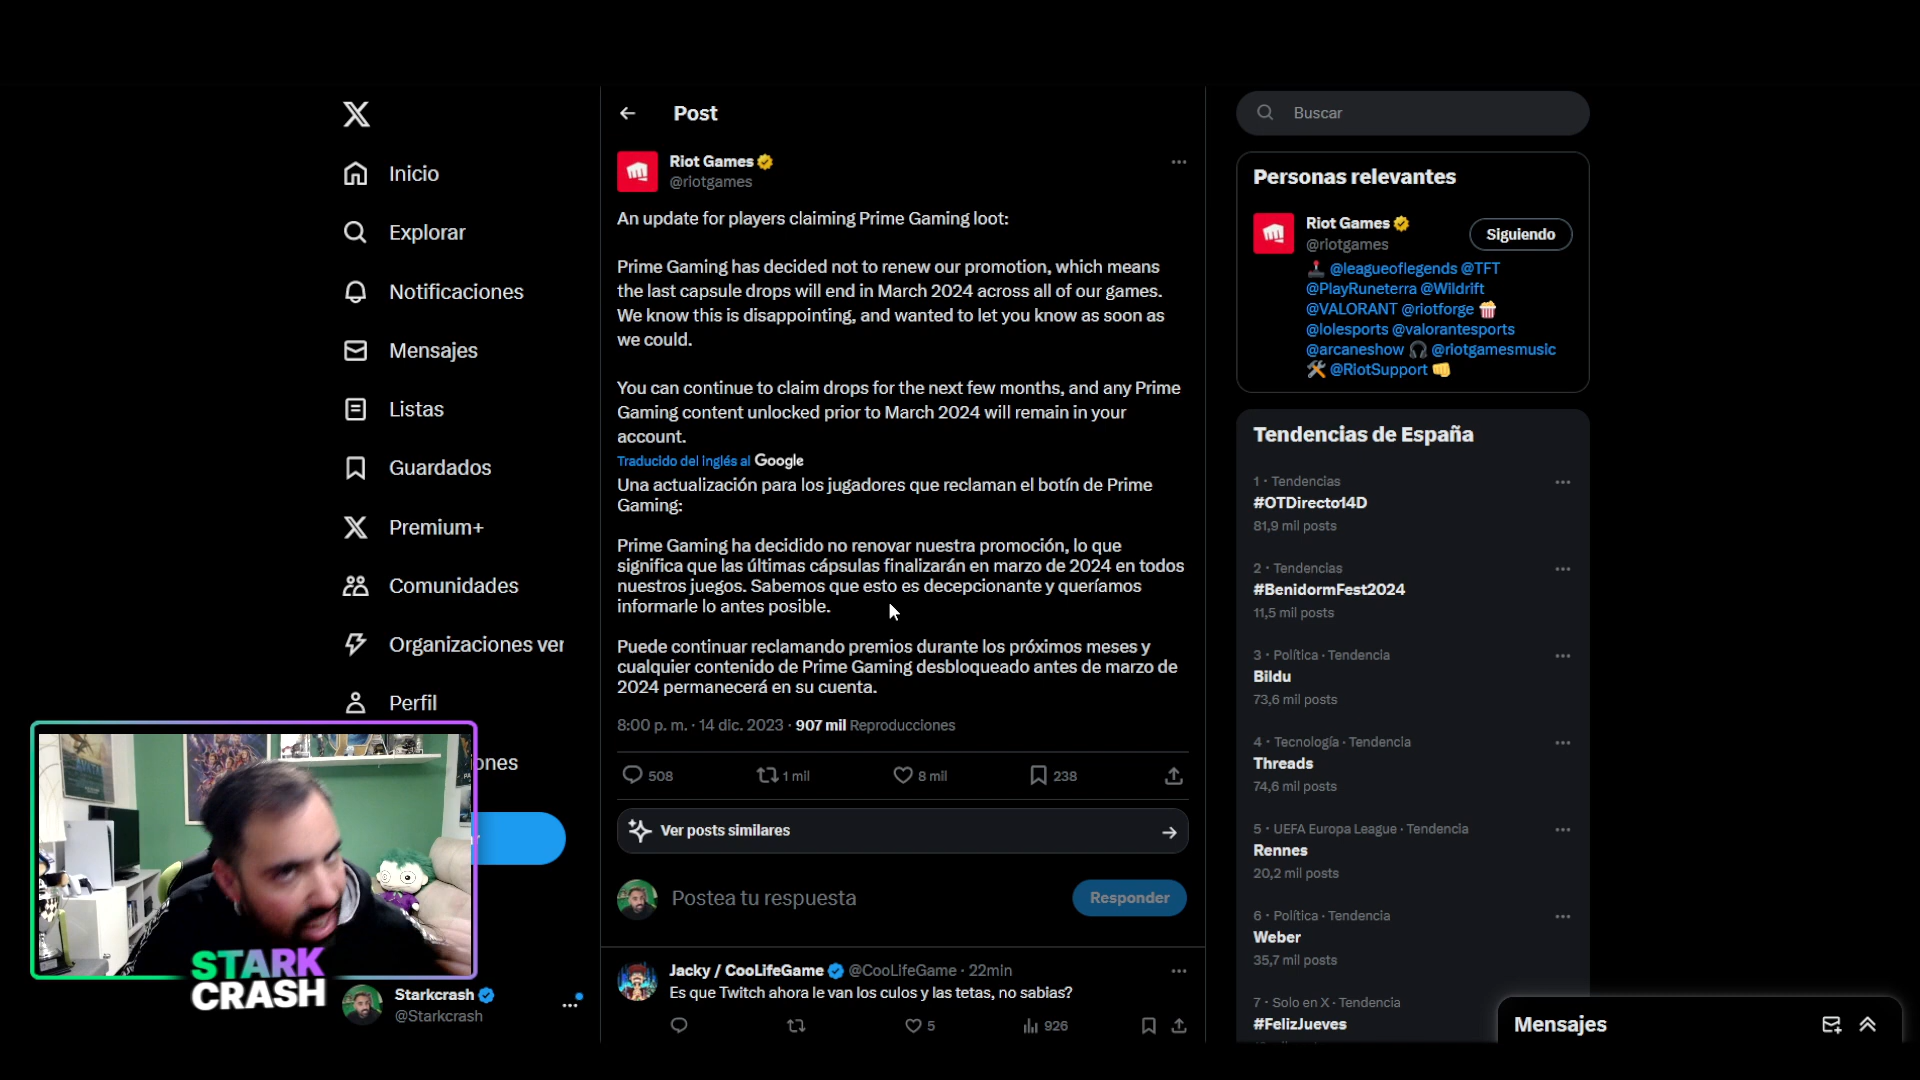 Inicio
Explorar
Notificaciones
Mensajes
Listas
Guardados
Premium+
Comunidades
Organizaciones ver
Perfil
ones
STARK
CRASH
Starkcrash
@Starkcrash
Post
Riot Games
@riotgames
An update for players claiming Prime Gaming loot:
Prime Gaming has decided not to renew our promotion, which means
the last capsule drops will end in March 2024 across all of our games.
We know this is disappointing, and wanted to let you know as soon as
we could.
You can continue to claim drops for the next few months, and any Prime
Gaming content unlocked prior to March 2024 will remain in your
account.
Traducido del inglés al Google
Una actualización para los jugadores que reclaman el botín de Prime
Gaming:
Prime Gaming ha decidido no renovar nuestra promoción, lo que
significa que las últimas cápsulas finalizarán en marzo de 2024 en todos
nuestros juegos. Sabemos que esto es decepcionante y queríamos
informarle lo antes posible.
Puede continuar reclamando premios durante los próximos meses y
cualquier contenido de Prime Gaming desbloqueado antes de marzo de
2024 permanecerá en su cuenta.
8:00 p. m. · 14 dic. 2023 · 907 mil Reproducciones
508 1 mil 8 mil 238
Ver posts similares
Postea tu respuesta
Responder
Jacky / CooLifeGame @CooLifeGame · 22min
Es que Twitch ahora le van los culos y las tetas, no sabias?
5 926
Buscar
Personas relevantes
Riot Games
@riotgames
Siguiendo
@leagueoflegends @TFT
@PlayRuneterra @Wildrift
@VALORANT @riotforge
@lolesports @valorantesports
@arcaneshow @riotgamesmusic
@RiotSupport
Tendencias de España
1 · Tendencias
#OTDirecto14D
81,9 mil posts
2 · Tendencias
#BenidormFest2024
11,5 mil posts
3 · Política · Tendencia
Bildu
73,6 mil posts
4 · Tecnología · Tendencia
Threads
74,6 mil posts
5 · UEFA Europa League · Tendencia
Rennes
20,2 mil posts
6 · Política · Tendencia
Weber
35,7 mil posts
7 · Solo en X · Tendencia
#FelizJueves
Mensajes